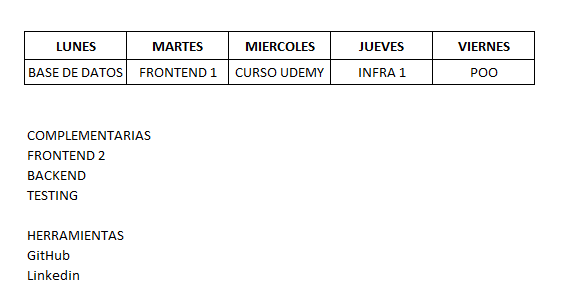 LUNES MARTES MIERCOLES JUEVES VIERNES
BASE DE DATOS FRONTEND 1 CURSO UDEMY INFRA 1 POO
COMPLEMENTARIAS
FRONTEND 2
BACKEND
TESTING
HERRAMIENTAS
GitHub
Linkedin